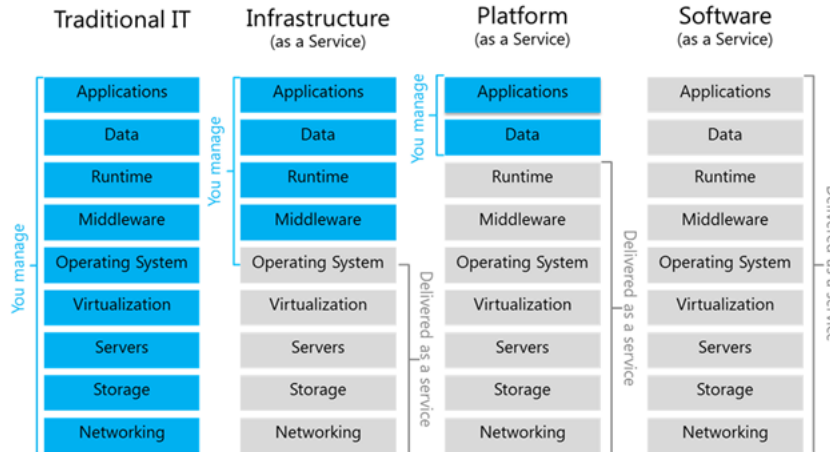 Traditional IT
Infrastructure
(as a Service)
Platform
(as a Service)
Software
(as a Service)
You manage
Applications
Data
Runtime
Middleware
Operating System
Virtualization
Servers
Storage
Networking
You manage
Applications
Data
Runtime
Middleware
Operating System
Virtualization
Servers
Storage
Networking
Delivered as a service
You manage
Applications
Data
Runtime
Middleware
Operating System
Virtualization
Servers
Storage
Networking
Delivered as a service
Applications
Data
Runtime
Middleware
Operating System
Virtualization
Servers
Storage
Networking
Delivered as a service